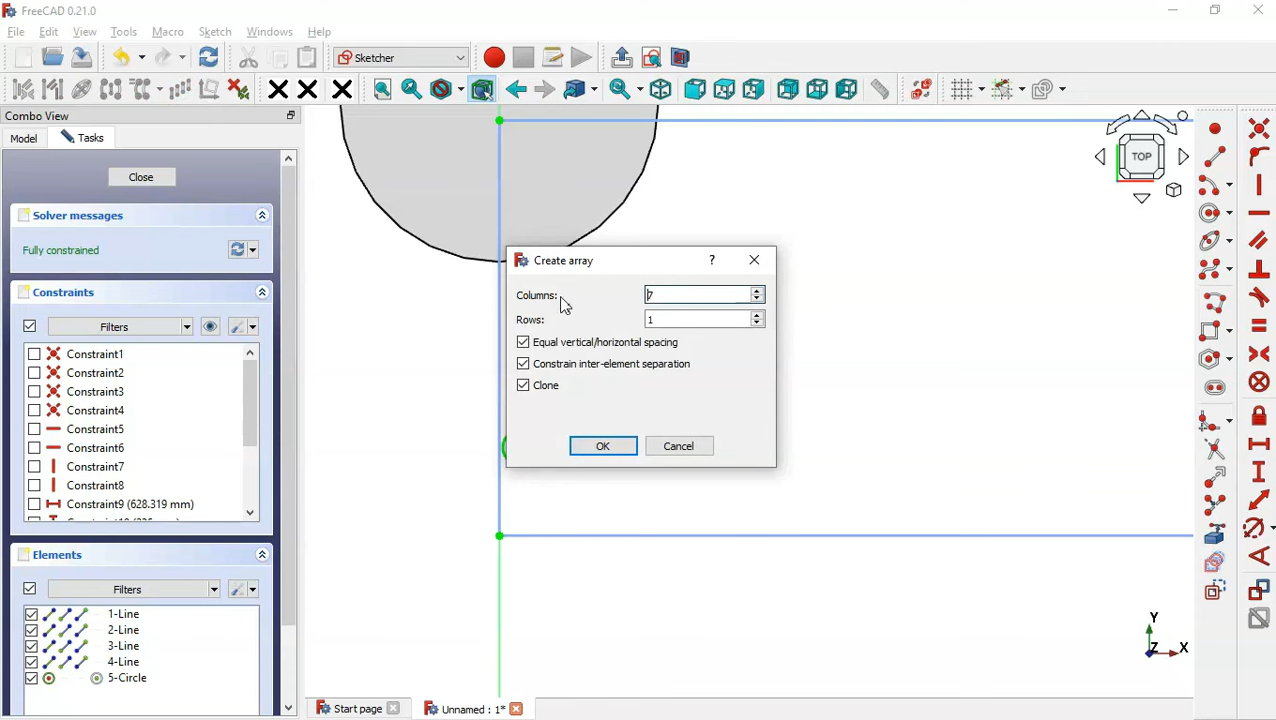 FreeCAD 0.21.0
File Edit View Tools Macro Sketch Windows Help
Sketcher
Combo View
Model Tasks
Close
Solver messages
Fully constrained
Constraints
Filters
Constraint1
Constraint2
Constraint3
Constraint4
Constraint5
Constraint6
Constraint7
Constraint8
Constraint9 (628.319 mm)
Elements
Filters
1-Line
2-Line
3-Line
4-Line
5-Circle
TOP
Create array ?
Columns: 7
Rows: 1
Equal vertical/horizontal spacing
Constrain inter-element separation
Clone
OK Cancel
Y
Z X
Start page Unnamed : 1*